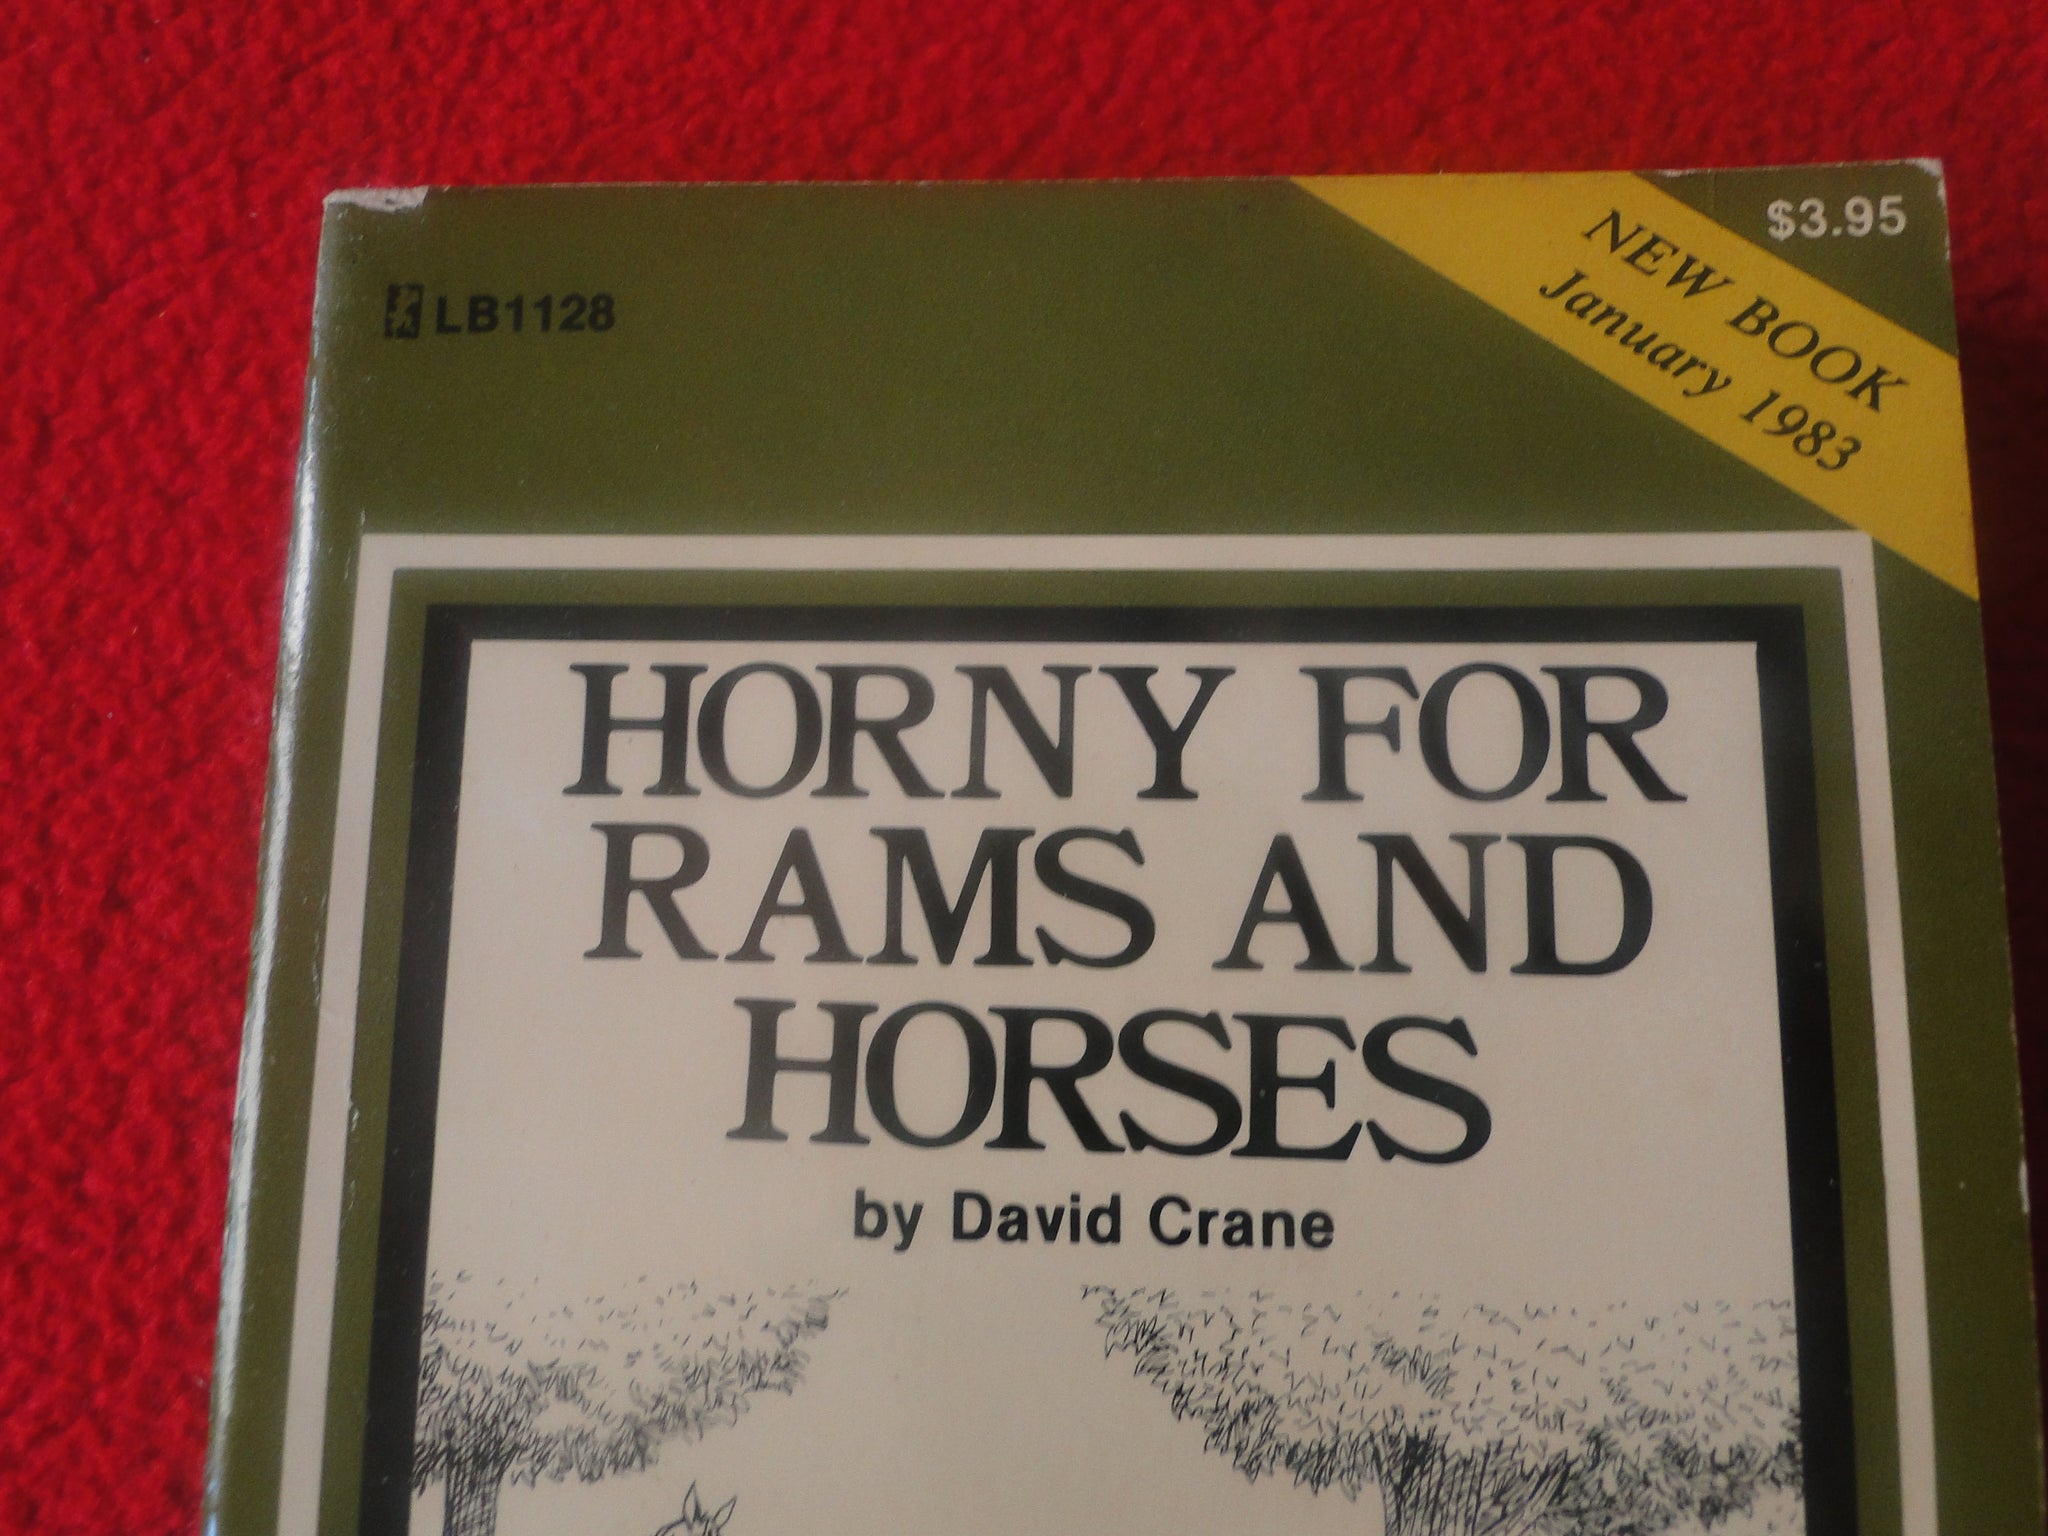 $3.95
NEW BOOK
January 1983
LB1128
HORNY FOR
RAMS AND
HORSES
by David Crane